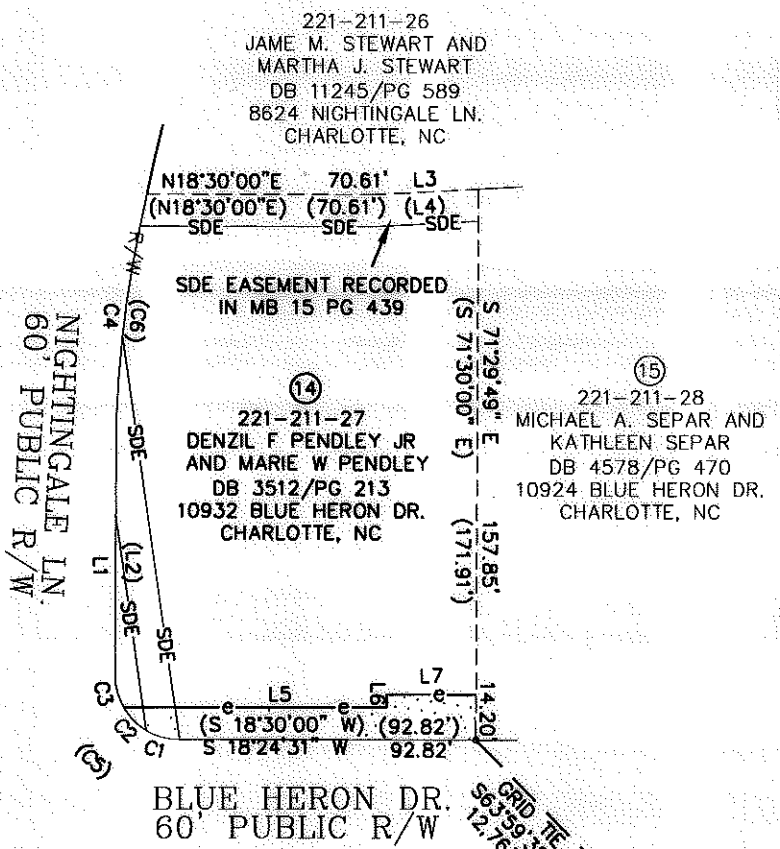 221-211-26
JAME M. STEWART AND
MARTHA J. STEWART
DB 11245/PG 589
8624 NIGHTINGALE LN.
CHARLOTTE, NC
N18°30'00"E 70.61' L3
(N18°30'00"E) (70.61') (L4)
SDE SDE SDE
R/W
SDE EASEMENT RECORDED
IN MB 15 PG 439
C4
(C6)
NIGHTINGALE LN.
60' PUBLIC R/W
S 71°29'49" E 157.85'
(S 71°30'00" E) (171.91')
14
221-211-27
DENZIL F PENDLEY JR
AND MARIE W PENDLEY
DB 3512/PG 213
10932 BLUE HERON DR.
CHARLOTTE, NC
15
221-211-28
MICHAEL A. SEPAR AND
KATHLEEN SEPAR
DB 4578/PG 470
10924 BLUE HERON DR.
CHARLOTTE, NC
SDE
L1
(L2)
SDE
SDE
L7
e
L5
e e
L6
14.20'
C3
C2
C1
(C5)
(S 18°30'00" W) (92.82')
S 18°24'31" W 92.82'
BLUE HERON DR.
60' PUBLIC R/W
GRID TIE
S63°59'3
12.76